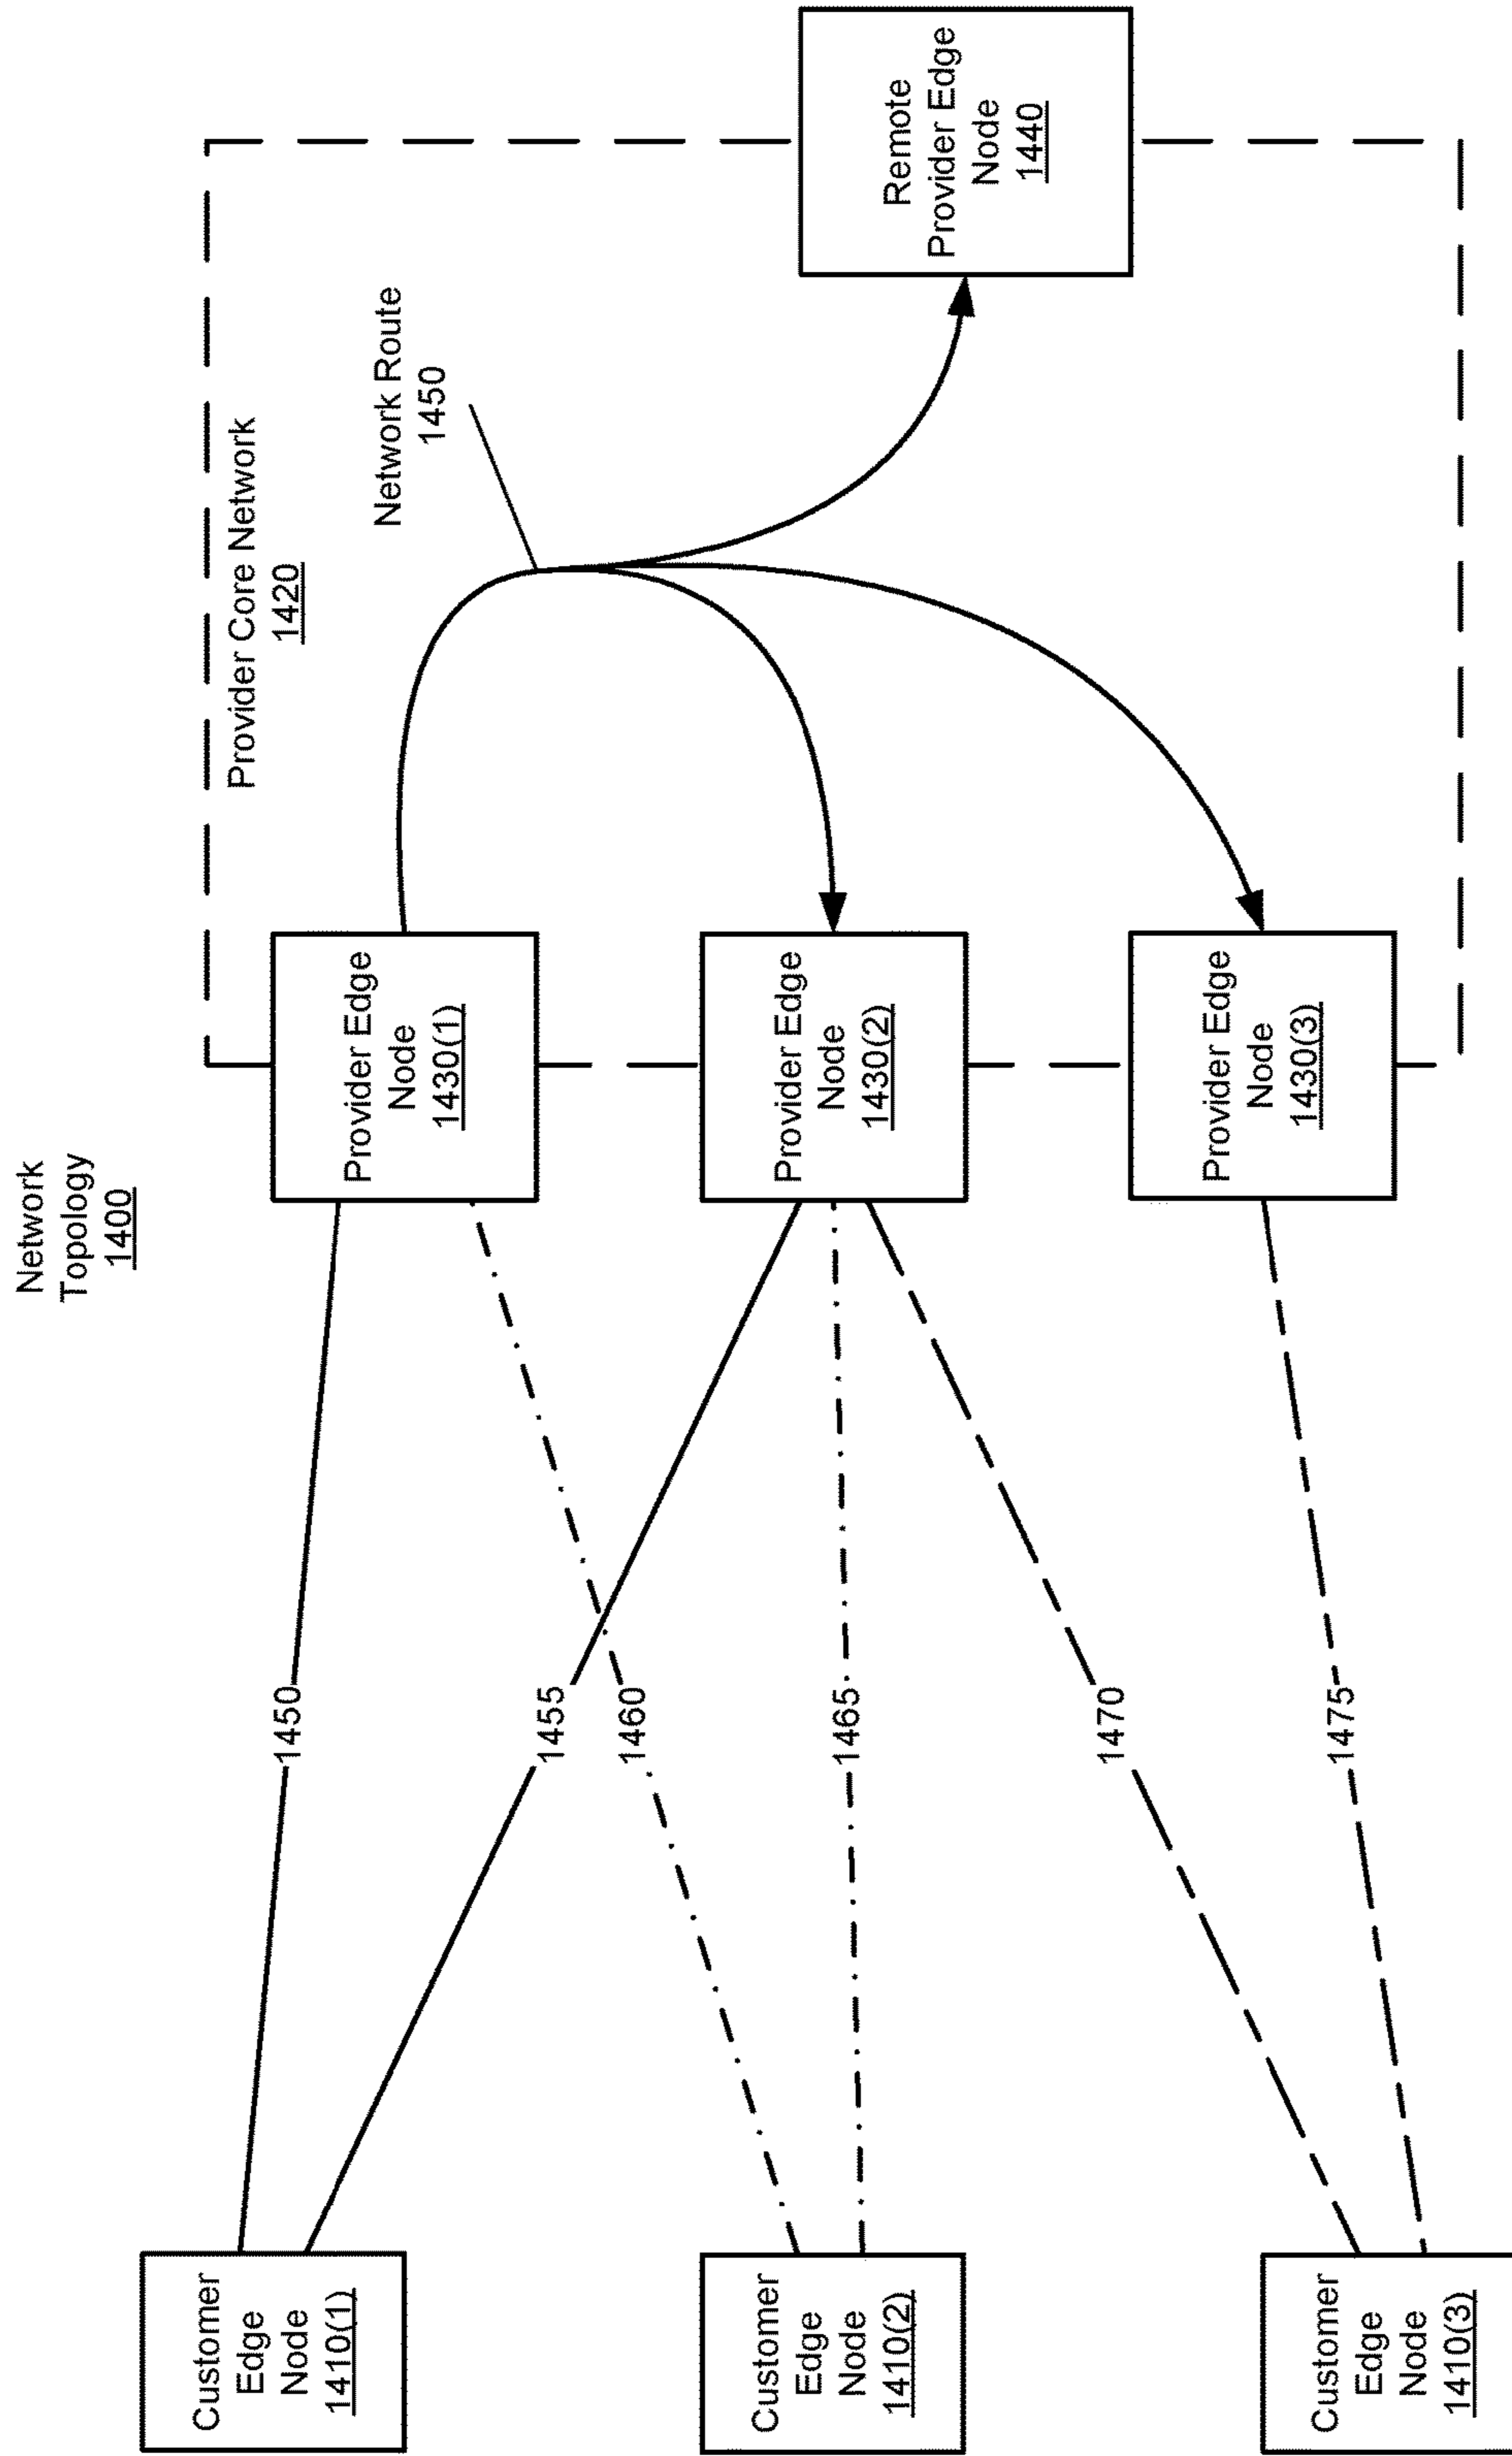 Network
Topology
1400
Provider Core Network
1420
Network Route
1450
Customer
Edge
Node
1410(1)
1450
1455
Provider Edge
Node
1430(1)
Customer
Edge
Node
1410(2)
1460
1465
Provider Edge
Node
1430(2)
Remote
Provider Edge
Node
1440
Customer
Edge
Node
1410(3)
1470
1475
Provider Edge
Node
1430(3)